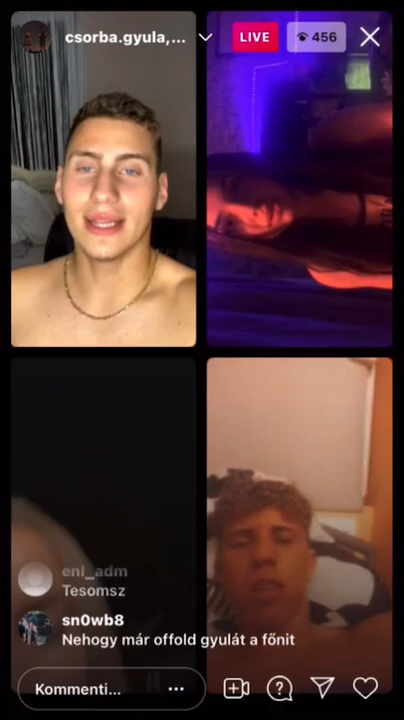 csorba.gyula,...
LIVE
456
enl_adm
Tesomsz
sn0wb8
Nehogy már offold gyulát a főnit
Kommenti...